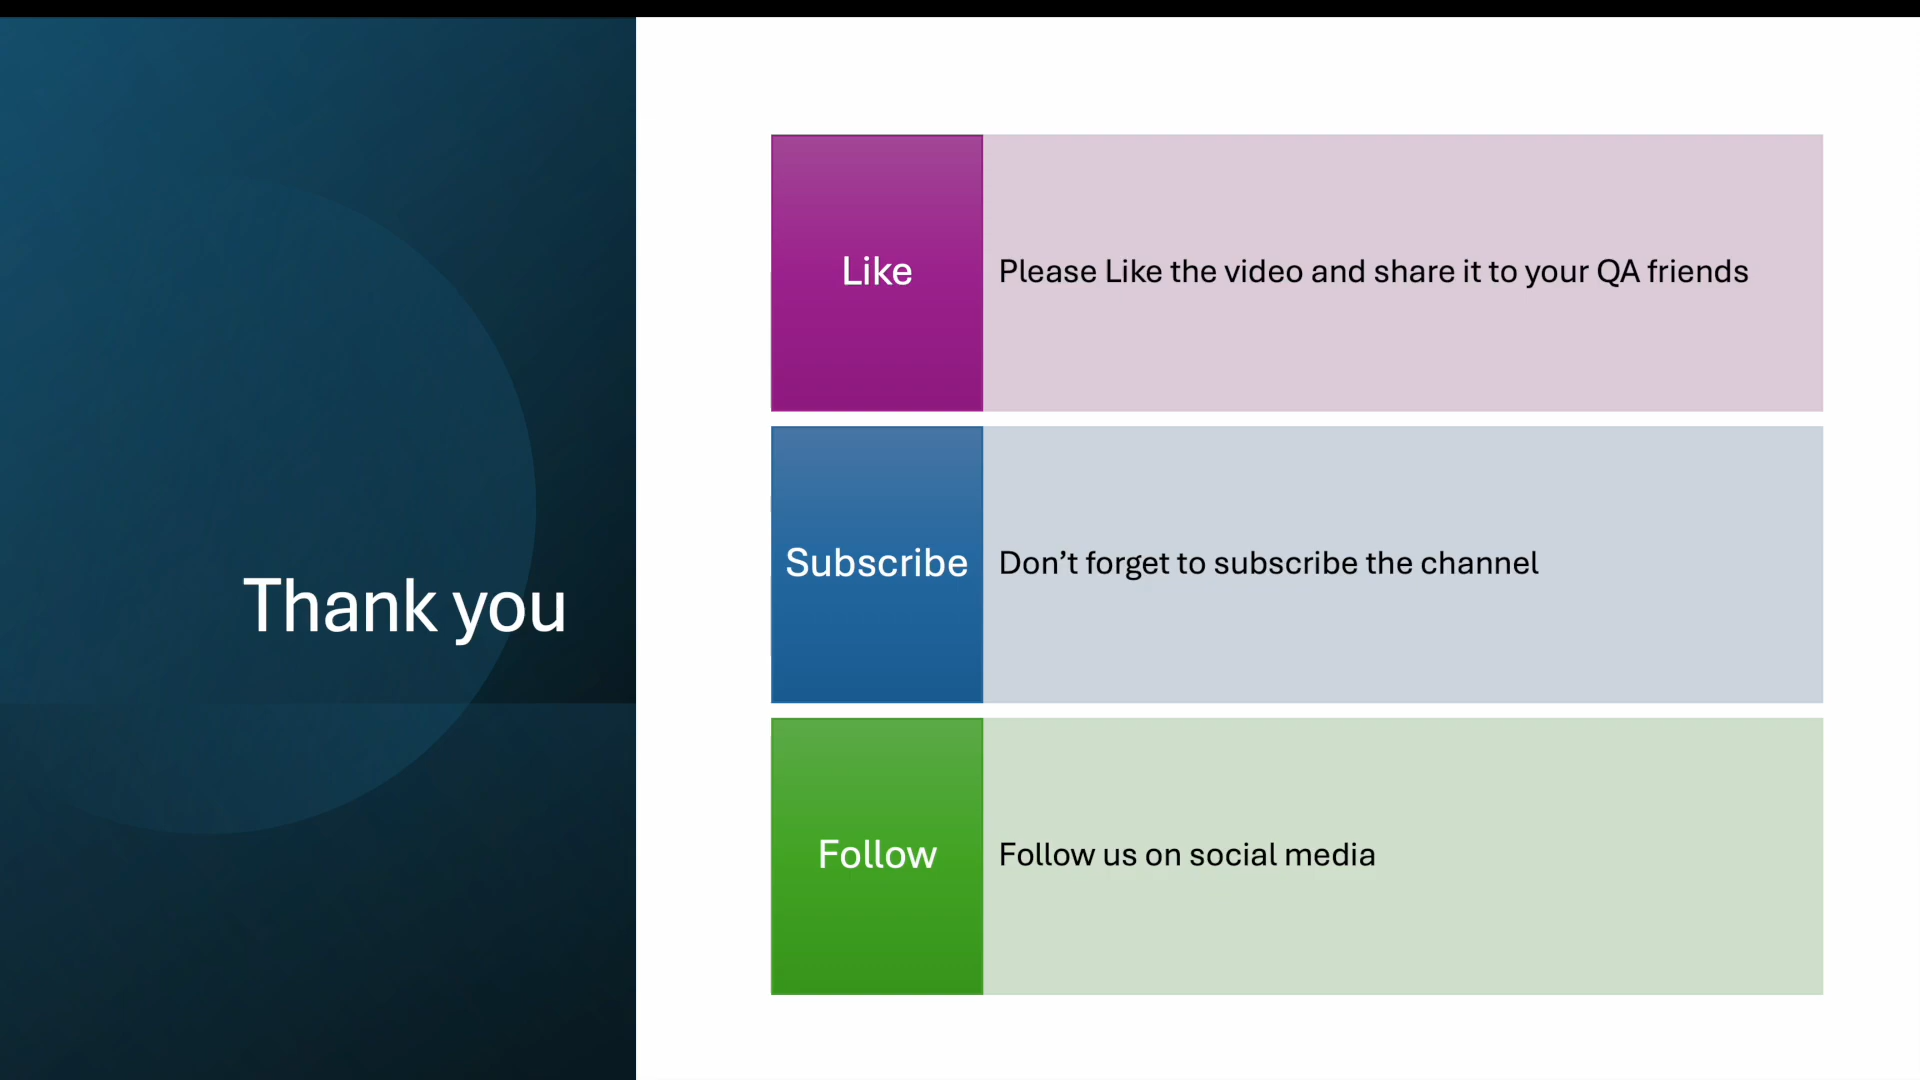 Thank you
Like
Please Like the video and share it to your QA friends
Subscribe
Don’t forget to subscribe the channel
Follow
Follow us on social media